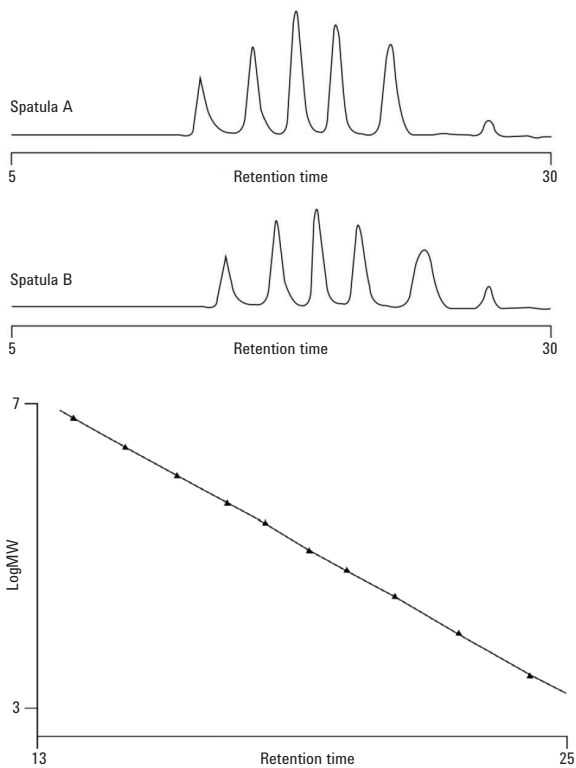 Spatula A
5 Retention time 30
Spatula B
5 Retention time 30
7
LogMW
3
13 Retention time 25